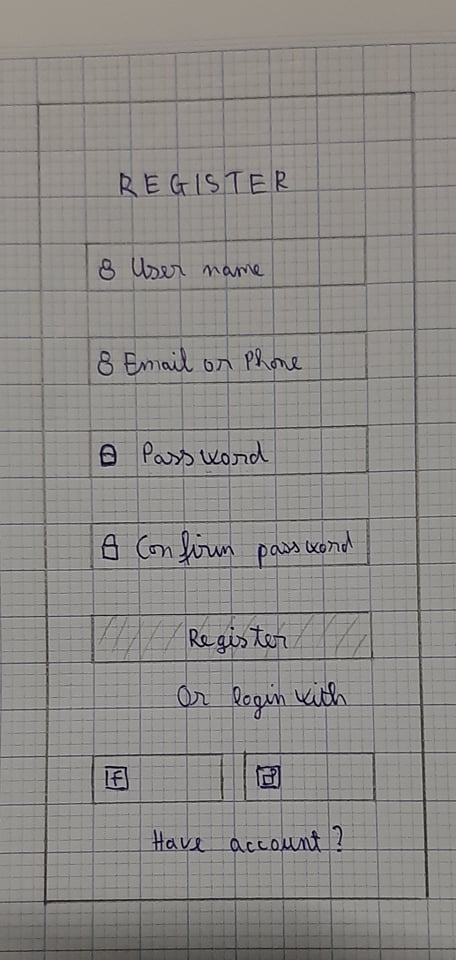 REGISTER
User name
Email or Phone
Password
Confirm password
Register
Or login with
f
Have account?